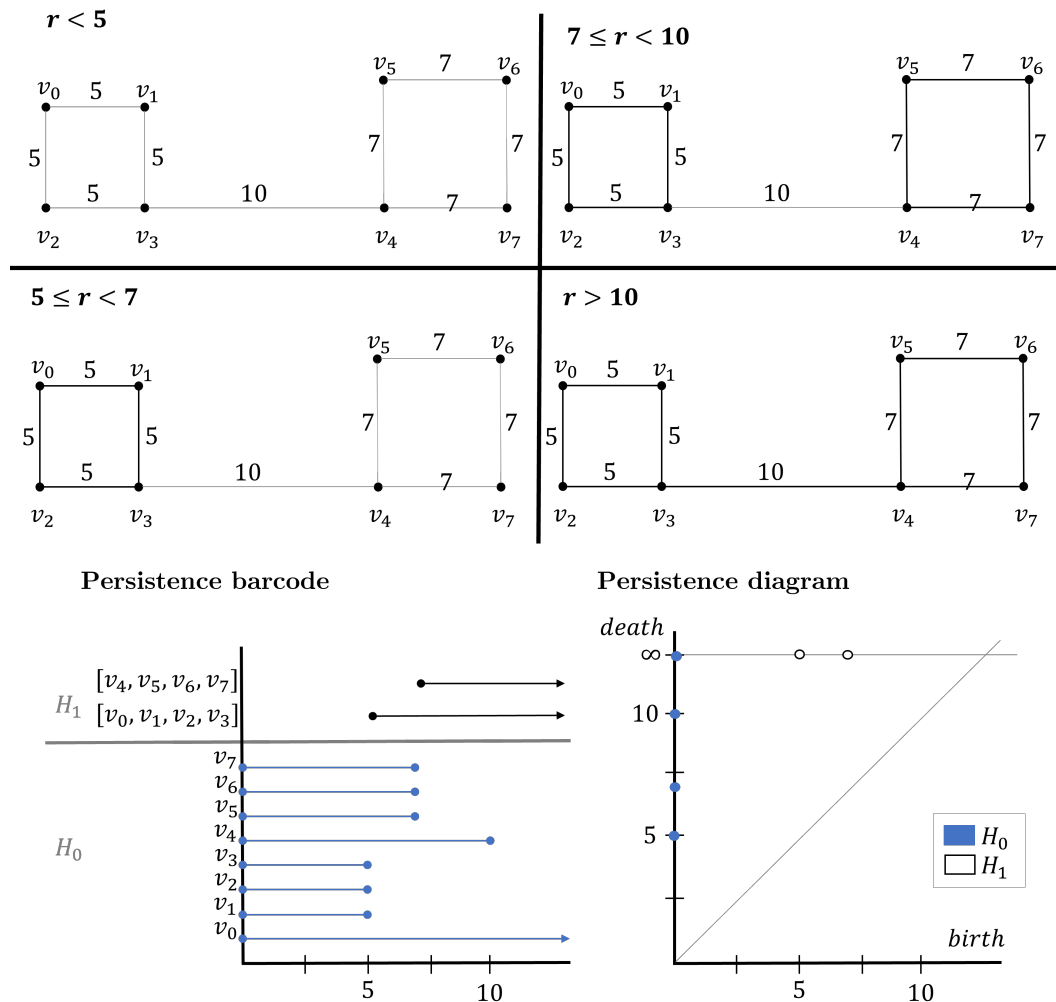 r < 5
v0 5 v1 v5 7 v6
5 5 7 7
5 10 7
v2 v3 v4 v7
7 ≤ r < 10
v0 5 v1 v5 7 v6
5 5 7 7
5 10 7
v2 v3 v4 v7
5 ≤ r < 7
v0 5 v1 v5 7 v6
5 5 7 7
5 10 7
v2 v3 v4 v7
r > 10
v0 5 v1 v5 7 v6
5 5 7 7
5 10 7
v2 v3 v4 v7
Persistence barcode
[v4, v5, v6, v7]
H1
[v0, v1, v2, v3]
v7
v6
v5
v4
H0
v3
v2
v1
v0
5 10
Persistence diagram
death
∞
10
5
H0
H1
birth
5 10